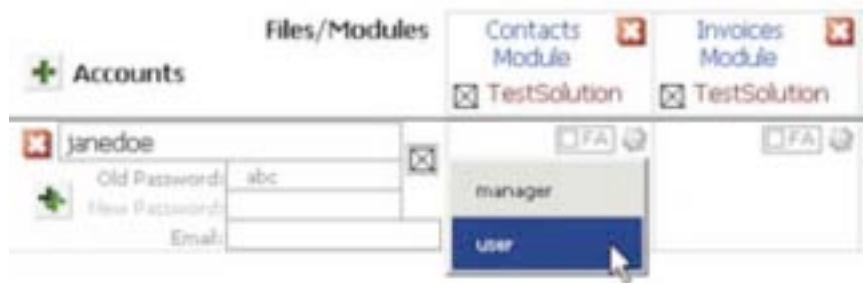 Files/Modules
Contacts Module
Invoices Module
Accounts
TestSolution
TestSolution
janedoe
FA
FA
Old Password: abc
New Password:
Email:
manager
user